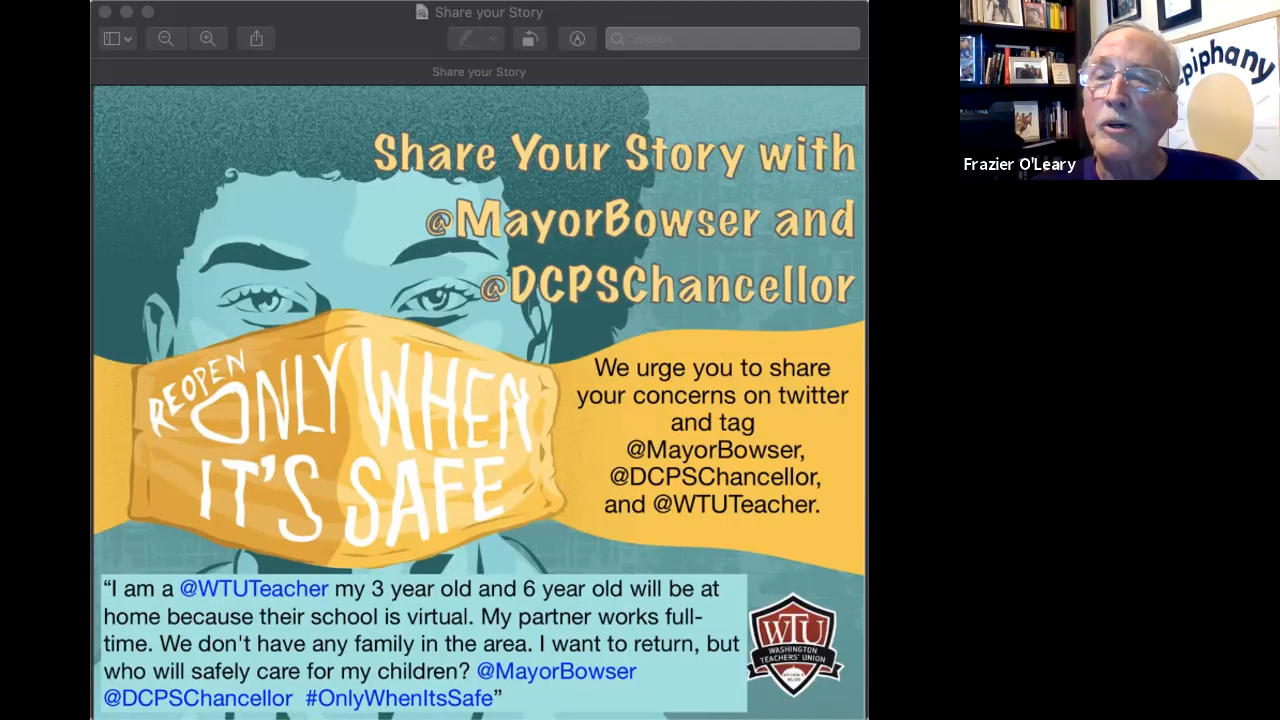 Share your Story
Search
Share your Story
Share Your Story with
@MayorBowser and
@DCPSChancellor
REOPEN
ONLY WHEN
IT'S SAFE
We urge you to share
your concerns on twitter
and tag
@MayorBowser,
@DCPSChancellor,
and @WTUTeacher.
“I am a @WTUTeacher my 3 year old and 6 year old will be at
home because their school is virtual. My partner works full-
time. We don't have any family in the area. I want to return, but
who will safely care for my children? @MayorBowser
@DCPSChancellor #OnlyWhenItsSafe”
WTU
WASHINGTON
TEACHERS' UNION
Epiphany
Frazier O'Leary